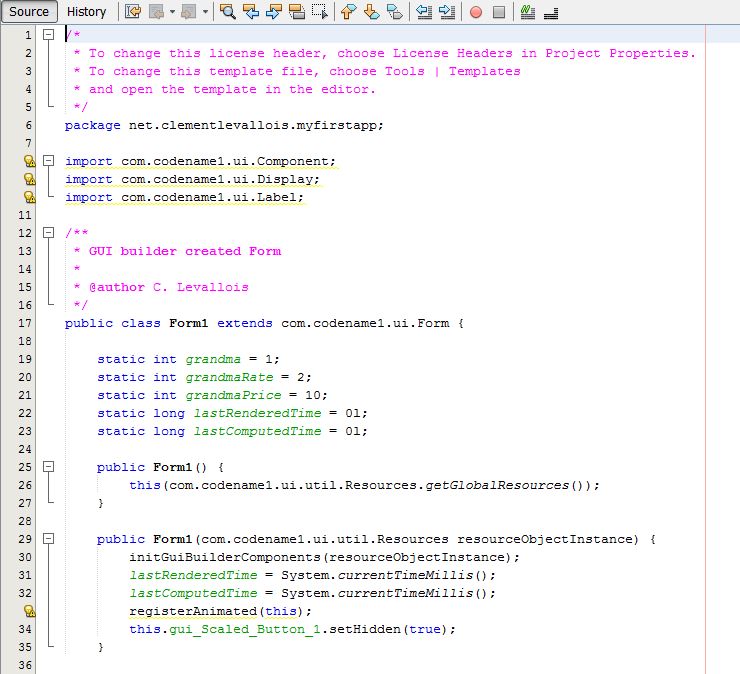 Source History
1 /*
2 * To change this license header, choose License Headers in Project Properties.
3 * To change this template file, choose Tools | Templates
4 * and open the template in the editor.
5 */
6 package net.clementlevallois.myfirstapp;
7
import com.codename1.ui.Component;
import com.codename1.ui.Display;
import com.codename1.ui.Label;
11
12 /**
13 * GUI builder created Form
14 *
15 * @author C. Levallois
16 */
17 public class Form1 extends com.codename1.ui.Form {
18
19 static int grandma = 1;
20 static int grandmaRate = 2;
21 static int grandmaPrice = 10;
22 static long lastRenderedTime = 0l;
23 static long lastComputedTime = 0l;
24
25 public Form1() {
26 this(com.codename1.ui.util.Resources.getGlobalResources());
27 }
28
29 public Form1(com.codename1.ui.util.Resources resourceObjectInstance) {
30 initGuiBuilderComponents(resourceObjectInstance);
31 lastRenderedTime = System.currentTimeMillis();
32 lastComputedTime = System.currentTimeMillis();
registerAnimated(this);
34 this.gui_Scaled_Button_1.setHidden(true);
35 }
36